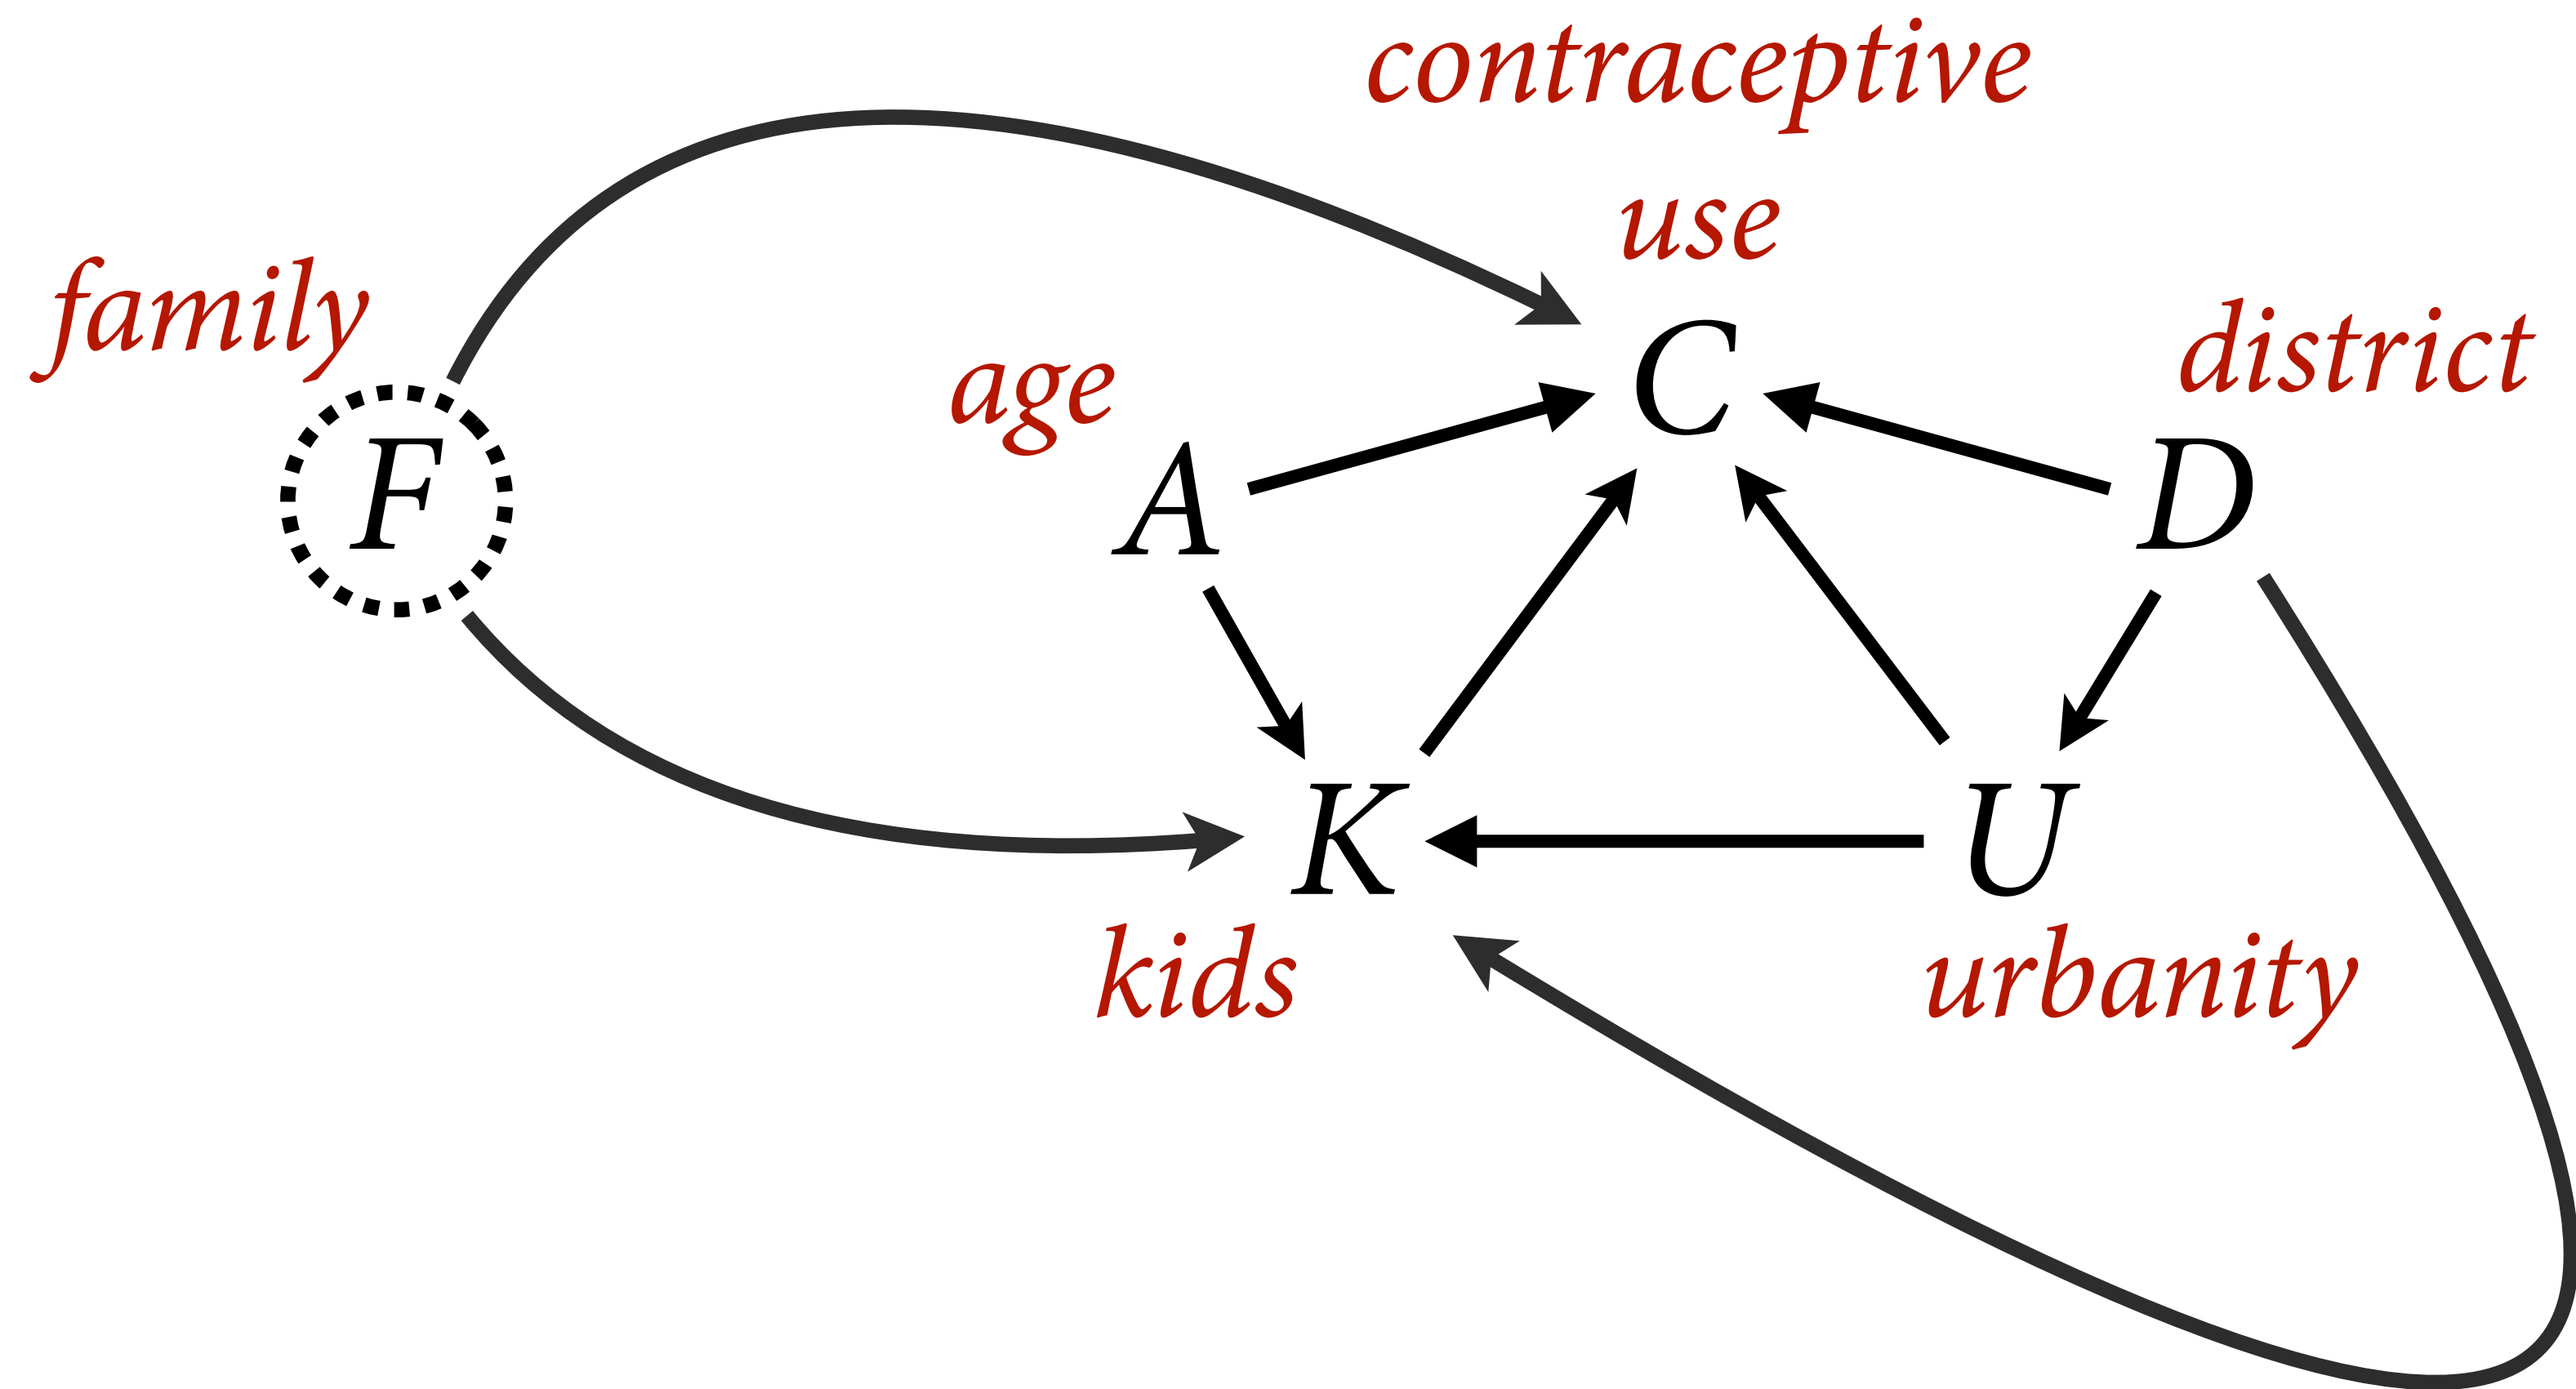 contraceptive
use
family
age
district
C
F
A
D
K
U
kids
urbanity